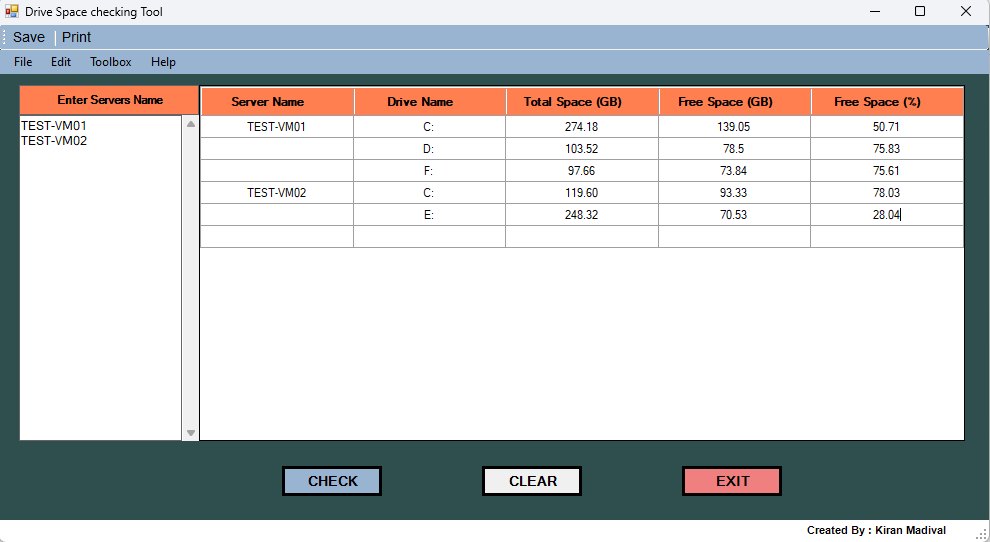 Drive Space checking Tool
Save Print
File Edit Toolbox Help
Enter Servers Name
TEST-VM01
TEST-VM02
Server Name Drive Name Total Space (GB) Free Space (GB) Free Space (%)
TEST-VM01 C: 274.18 139.05 50.71
D: 103.52 78.5 75.83
F: 97.66 73.84 75.61
TEST-VM02 C: 119.60 93.33 78.03
E: 248.32 70.53 28.04
CHECK CLEAR EXIT
Created By : Kiran Madival